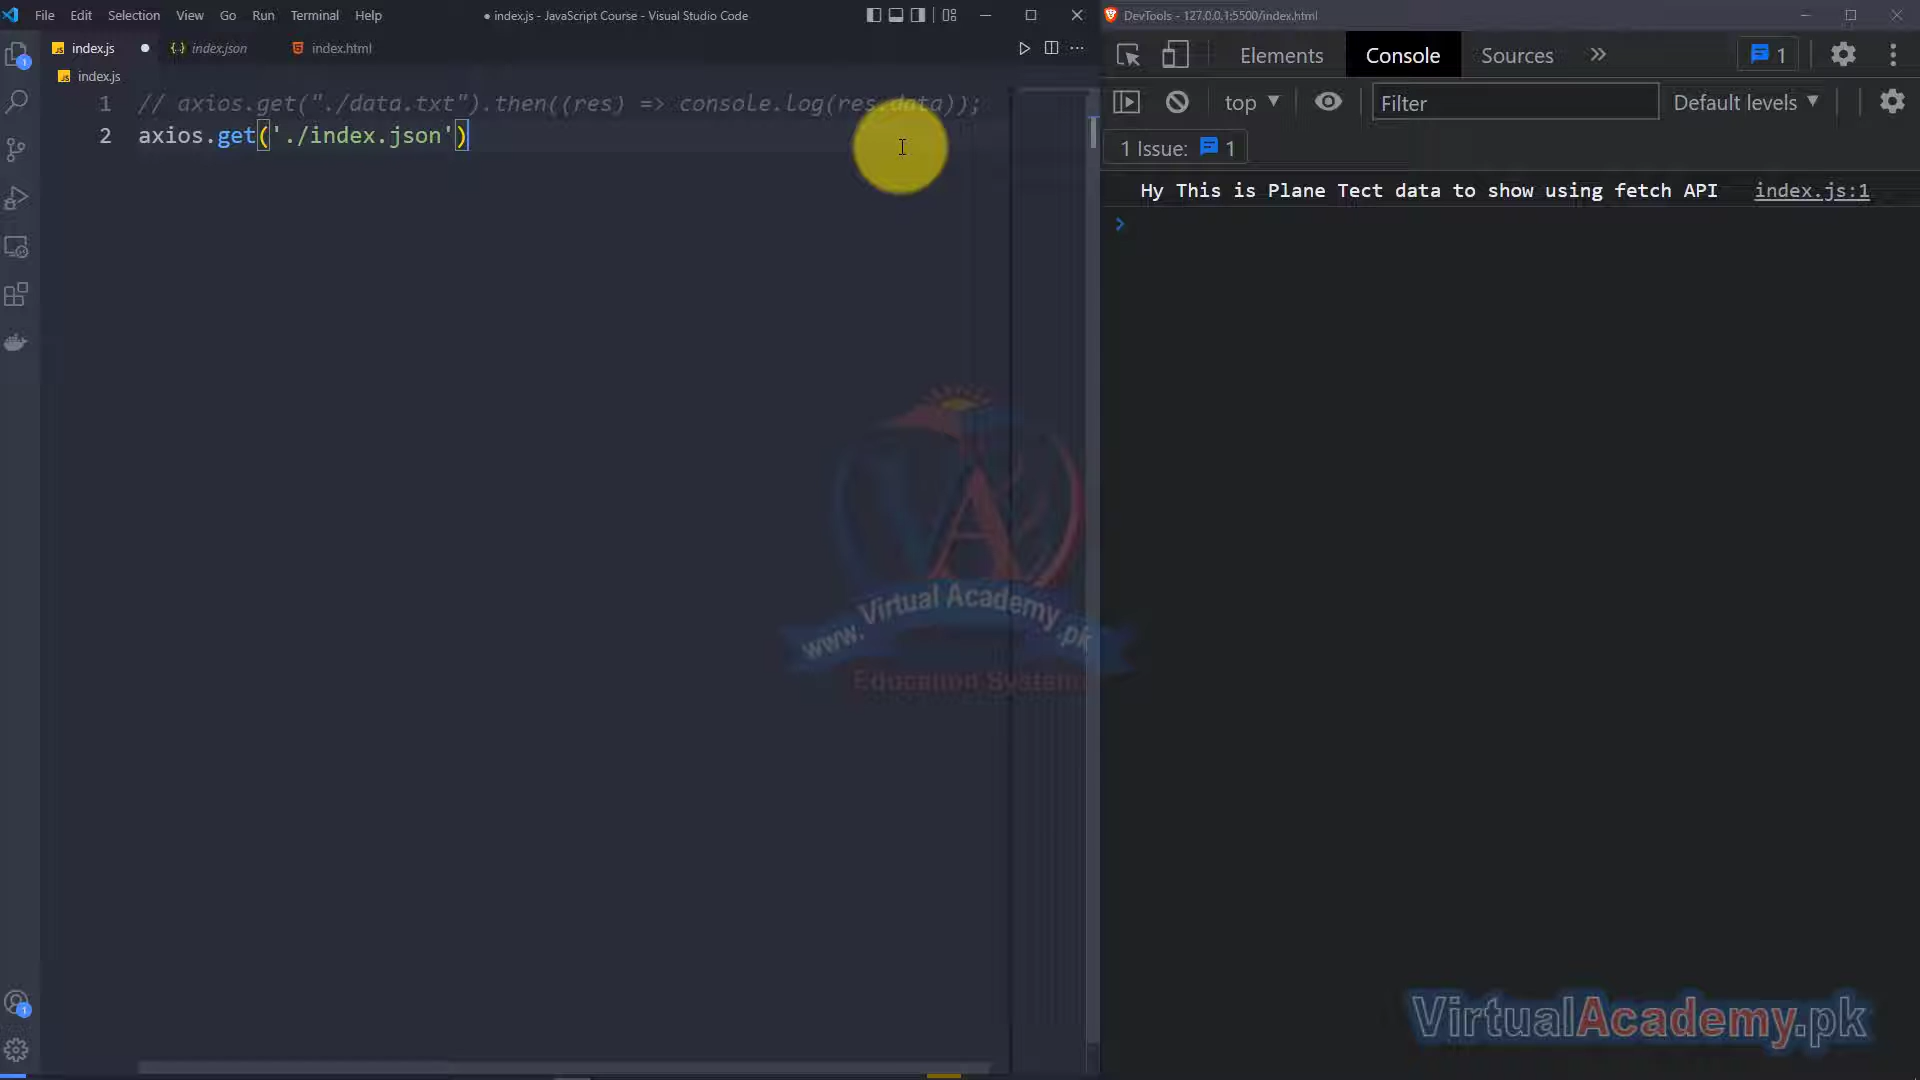 File Edit Selection View Go Run Terminal Help
● index.js - JavaScript Course - Visual Studio Code
DevTools - 127.0.0.1:5500/index.html
index.js
index.json
index.html
Elements Console Sources » 1
index.js
top Filter Default levels
1 // axios.get("./data.txt").then((res) => console.log(res.data));
2 axios.get('./index.json')
1 Issue: 1
Hy This is Plane Tect data to show using fetch API index.js:1
www.VirtualAcademy.pk
Education System
VirtualAcademy.pk